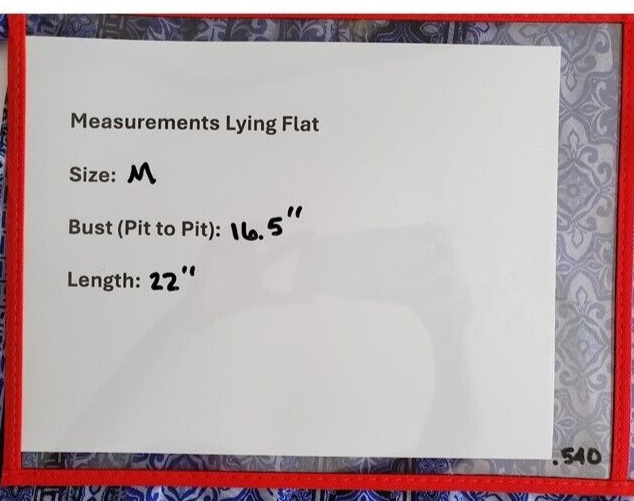 Measurements Lying Flat
Size: M
Bust (Pit to Pit): 16.5"
Length: 22"
.540